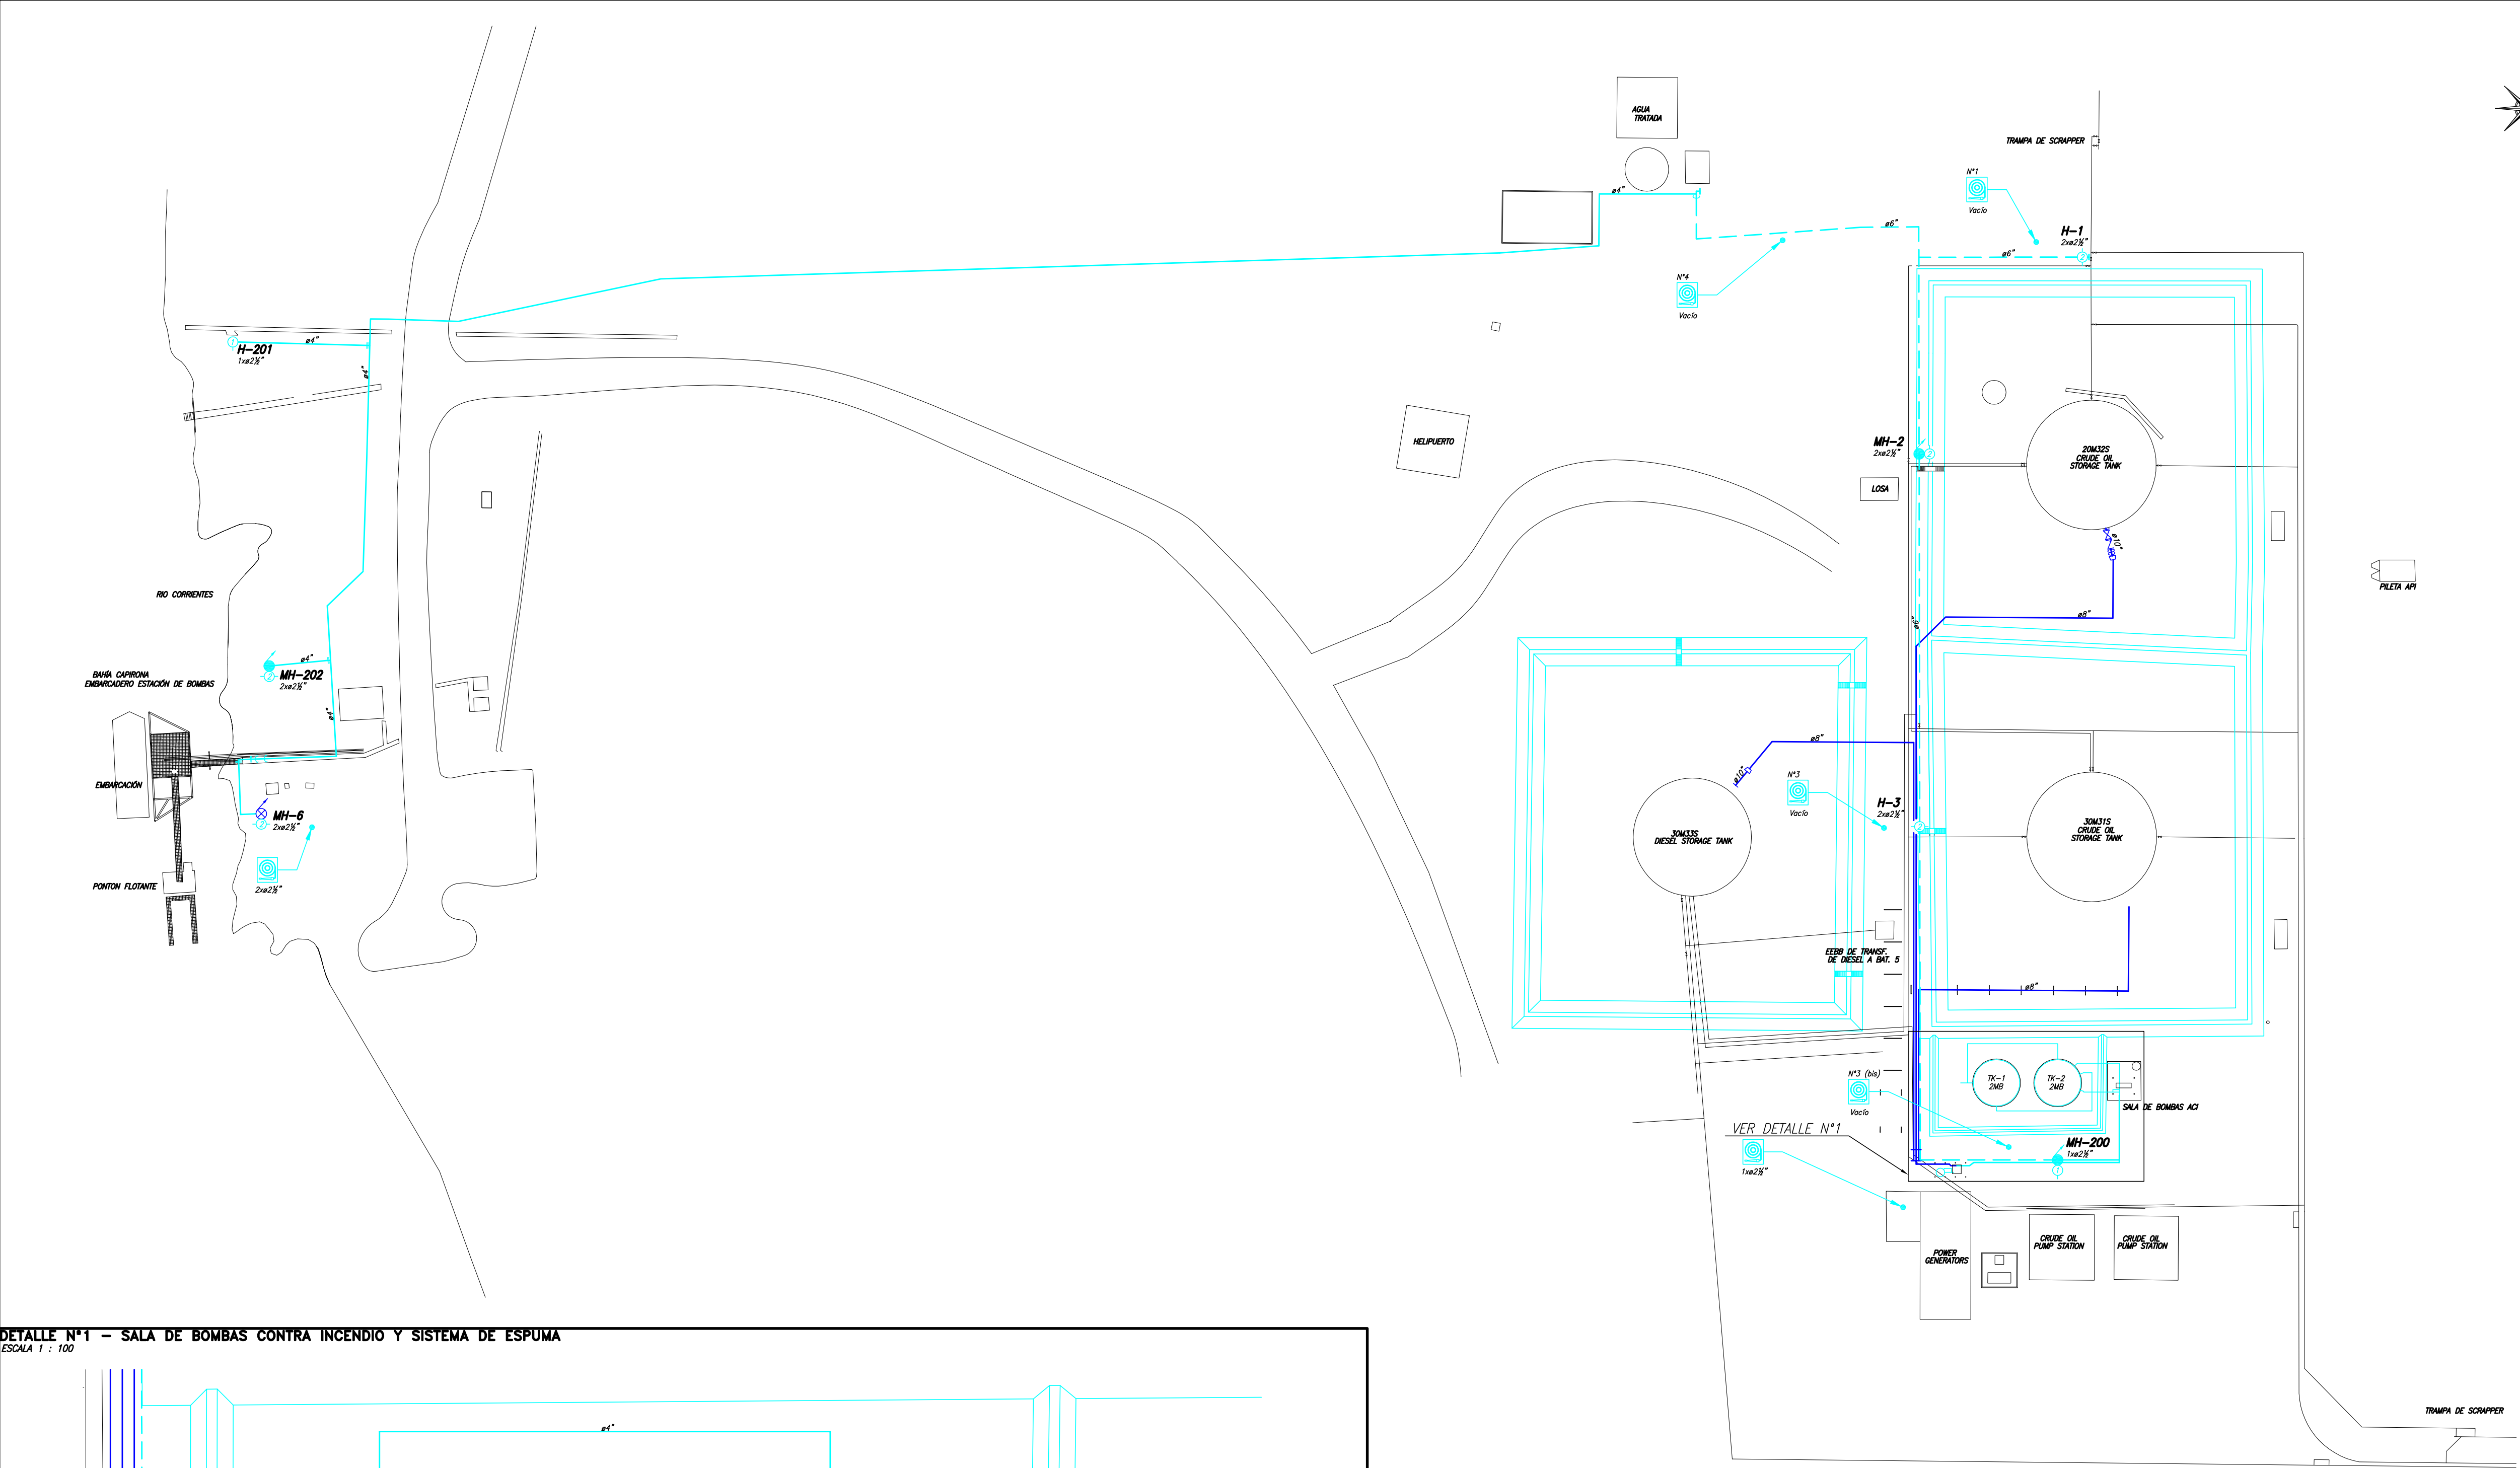 AGUA
TRATADA
TRAMPA DE SCRAPPER
N°1
Vacío
ø4"
ø6"
H-1
2xø2½"
ø6"
N°4
Vacío
H-201
1xø2½"
ø4"
ø4"
HELIPUERTO
MH-2
2xø2½"
LOSA
20M32S
CRUDE OIL
STORAGE TANK
ø10"
PILETA API
RIO CORRIENTES
ø8"
ø6"
ø4"
MH-202
2xø2½"
BAHÍA CAPIRONA
EMBARCADERO ESTACIÓN DE BOMBAS
ø4"
ø8"
ø10"
EMBARCACIÓN
N°3
Vacío
H-3
2xø2½"
MH-6
2xø2½"
30M33S
DIESEL STORAGE TANK
30M31S
CRUDE OIL
STORAGE TANK
2xø2½"
PONTON FLOTANTE
EEBB DE TRANSF.
DE DIESEL A BAT. 5
ø8"
N°3 (bis)
Vacío
TK-1
2MB
TK-2
2MB
SALA DE BOMBAS ACI
VER DETALLE N°1
1xø2½"
MH-200
1xø2½"
POWER
GENERATORS
CRUDE OIL
PUMP STATION
CRUDE OIL
PUMP STATION
DETALLE N°1 - SALA DE BOMBAS CONTRA INCENDIO Y SISTEMA DE ESPUMA
ESCALA 1 : 100
ø4"
TRAMPA DE SCRAPPER